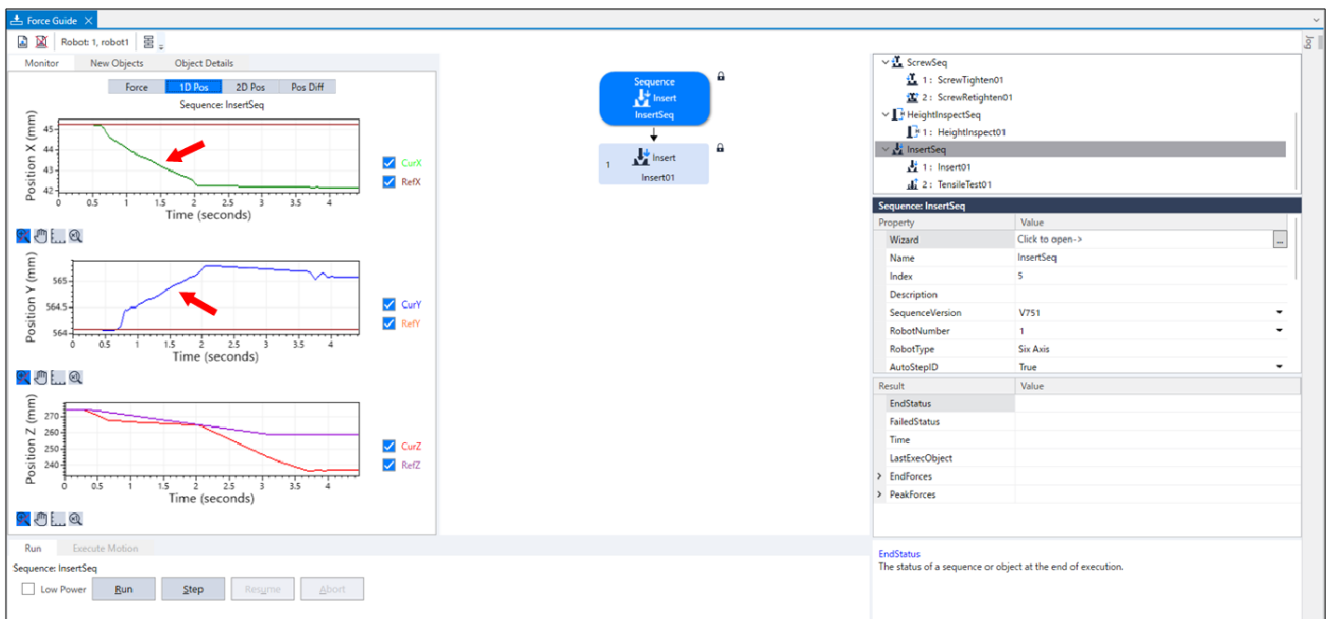 Force Guide
Robot: 1, robot1
Jog
Monitor New Objects Object Details
Force 1D Pos 2D Pos Pos Diff
Sequence: InsertSeq
Position X (mm)
45
44
43
42
0 0.5 1 1.5 2 2.5 3 3.5 4
Time (seconds)
CurX
RefX
Position Y (mm)
565
564.5
564
0 0.5 1 1.5 2 2.5 3 3.5 4
Time (seconds)
CurY
RefY
Position Z (mm)
270
260
250
240
0 0.5 1 1.5 2 2.5 3 3.5 4
Time (seconds)
CurZ
RefZ
Run Execute Motion
Sequence: InsertSeq
Low Power Run Step Resume Abort
Sequence
Insert
InsertSeq
1 Insert
Insert01
ScrewSeq
1 : ScrewTighten01
2 : ScrewRetighten01
HeightInspectSeq
1 : HeightInspect01
InsertSeq
1 : Insert01
2 : TensileTest01
Sequence: InsertSeq
Property Value
Wizard Click to open-> ...
Name InsertSeq
Index 5
Description
SequenceVersion V751
RobotNumber 1
RobotType Six Axis
AutoStepID True
Result Value
EndStatus
FailedStatus
Time
LastExecObject
EndForces
PeakForces
EndStatus
The status of a sequence or object at the end of execution.